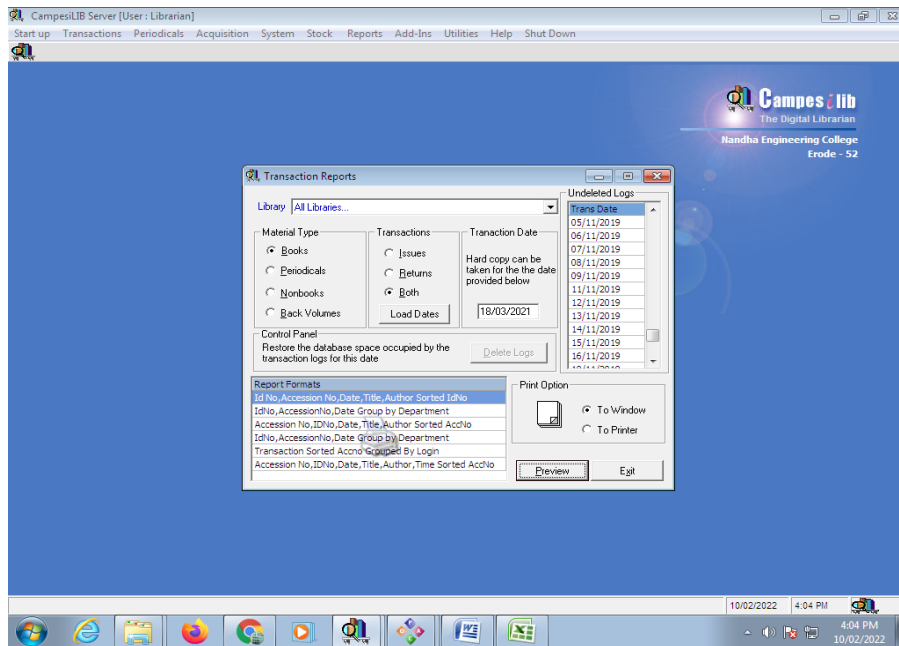 CampesiLIB Server [User : Librarian]
Start up Transactions Periodicals Acquisition System Stock Reports Add-Ins Utilities Help Shut Down
Campes i lib
The Digital Librarian
Nandha Engineering College
Erode - 52
Transaction Reports
Library All Libraries...
Material Type
Books
Periodicals
Nonbooks
Back Volumes
Transactions
Issues
Returns
Both
Load Dates
Tranaction Date
Hard copy can be
taken for the the date
provided below
18/03/2021
Undeleted Logs
Trans Date
05/11/2019
06/11/2019
07/11/2019
08/11/2019
09/11/2019
11/11/2019
12/11/2019
13/11/2019
14/11/2019
15/11/2019
16/11/2019
Control Panel
Restore the database space occupied by the
transaction logs for this date
Delete Logs
Report Formats
Id No,Accession No,Date,Title,Author Sorted IdNo
IdNo,AccessionNo,Date Group by Department
Accession No,IDNo,Date,Title,Author Sorted AccNo
IdNo,AccessionNo,Date Group by Department
Transaction Sorted Accno Grouped By Login
Accession No,IDNo,Date,Title,Author,Time Sorted AccNo
Print Option
To Window
To Printer
Preview
Exit
10/02/2022 4:04 PM
4:04 PM
10/02/2022